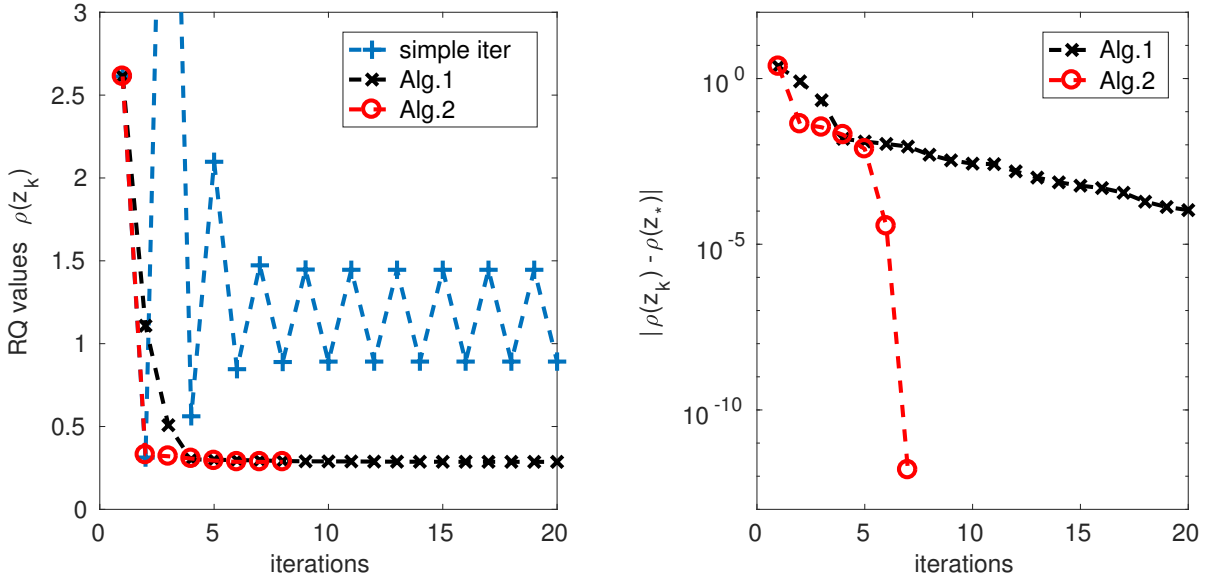 RQ values ρ(z_k)
3
2.5
2
1.5
1
0.5
0
0 5 10 15 20
iterations
simple iter
Alg.1
Alg.2
|ρ(z_k) - ρ(z_*)|
10^0
10^-5
10^-10
0 5 10 15 20
iterations
Alg.1
Alg.2